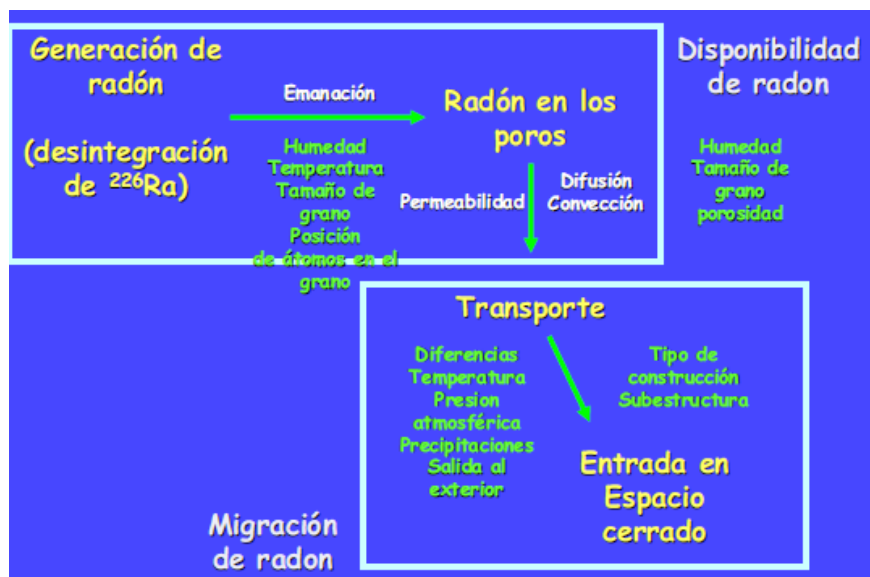 Generación de
radón
(desintegración
de ²²⁶Ra)
Emanación
Humedad
Temperatura
Tamaño de
grano
Posición
de átomos en el
grano
Radón en los
poros
Permeabilidad
Difusión
Convección
Disponibilidad
de radon
Humedad
Tamaño de
grano
porosidad
Transporte
Diferencias
Temperatura
Presion
atmosférica
Precipitaciones
Salida al
exterior
Tipo de
construcción
Subestructura
Entrada en
Espacio
cerrado
Migración
de radon